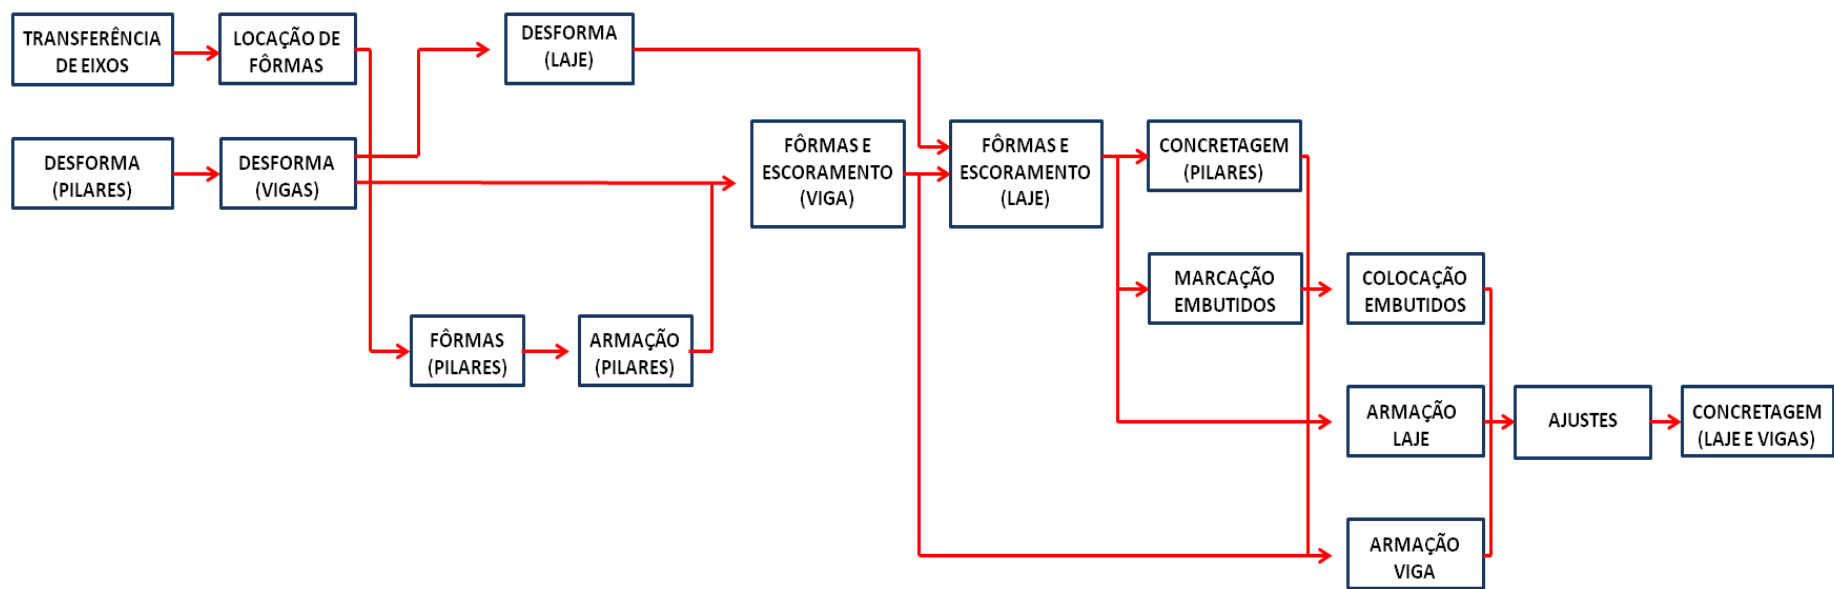 TRANSFERÊNCIA
DE EIXOS
LOCAÇÃO DE
FÔRMAS
DESFORMA
(LAJE)
DESFORMA
(PILARES)
DESFORMA
(VIGAS)
FÔRMAS E
ESCORAMENTO
(VIGA)
FÔRMAS E
ESCORAMENTO
(LAJE)
CONCRETAGEM
(PILARES)
MARCAÇÃO
EMBUTIDOS
COLOCAÇÃO
EMBUTIDOS
FÔRMAS
(PILARES)
ARMAÇÃO
(PILARES)
ARMAÇÃO
LAJE
AJUSTES
CONCRETAGEM
(LAJE E VIGAS)
ARMAÇÃO
VIGA